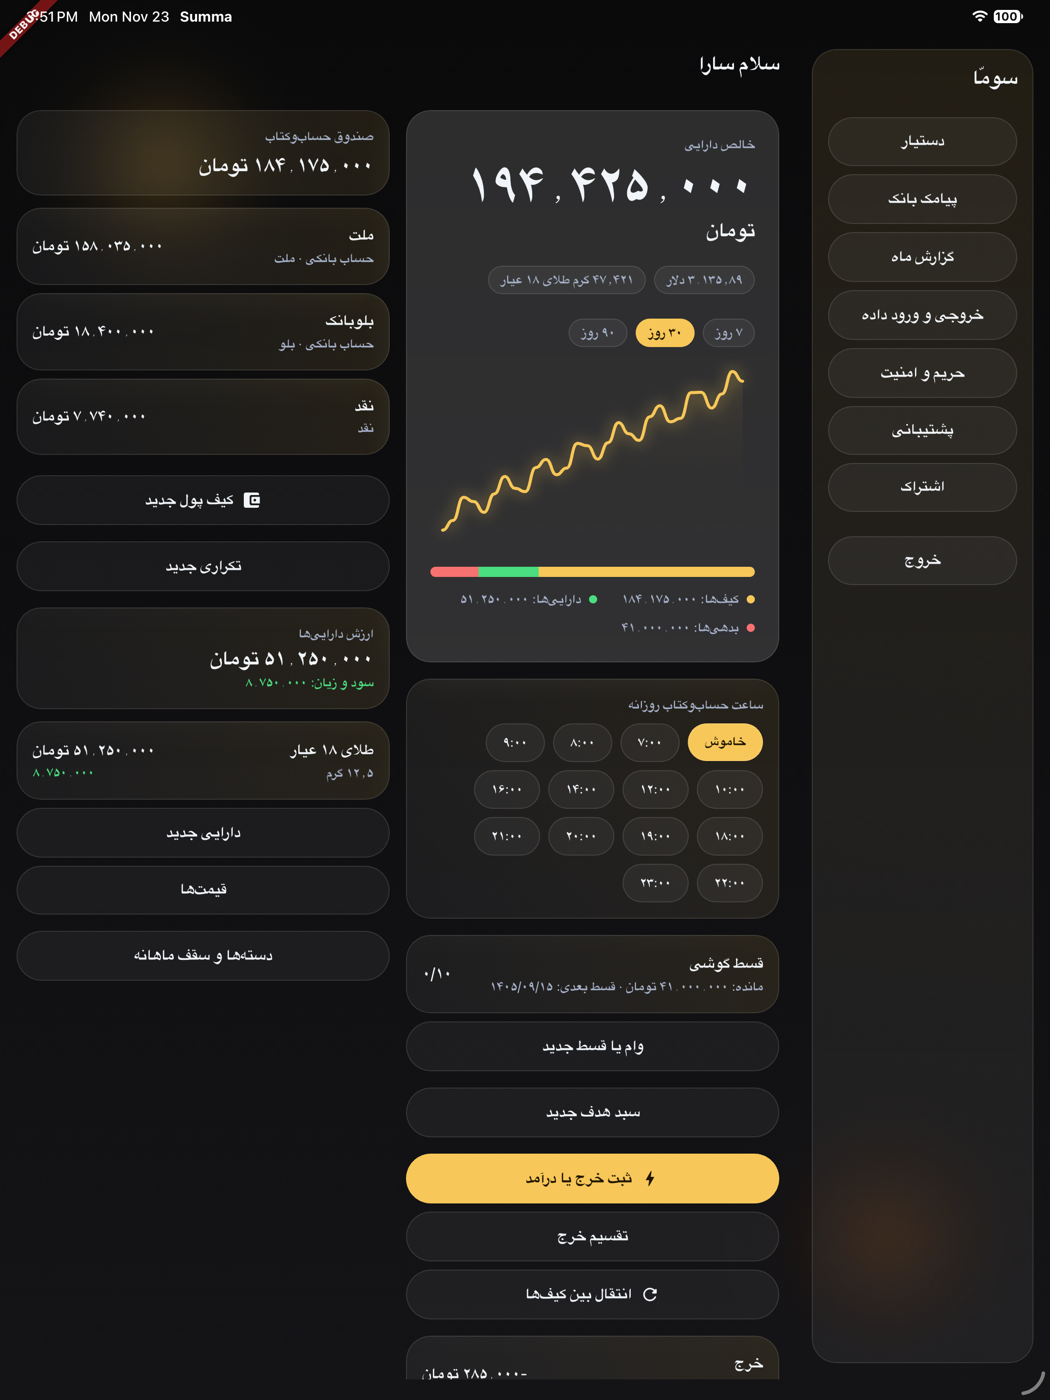 DEBUG
:51 PM Mon Nov 23 Summa
100
سومّا
دستیار
پیامک بانک
گزارش ماه
خروجی و ورود داده
حریم و امنیت
پشتیبانی
اشتراک
خروج
سلام سارا
خالص دارایی
۱۹۴,۴۲۵,۰۰۰
تومان
۳,۱۳۵٫۸۹ دلار
۴۷٫۴۲۱ گرم طلای ۱۸ عیار
۷ روز
۳۰ روز
۹۰ روز
کیف‌ها: ۱۸۴,۱۷۵,۰۰۰
دارایی‌ها: ۵۱,۲۵۰,۰۰۰
بدهی‌ها: ۴۱,۰۰۰,۰۰۰
ساعت حساب‌وکتاب روزانه
خاموش
۷:۰۰
۸:۰۰
۹:۰۰
۱۰:۰۰
۱۲:۰۰
۱۴:۰۰
۱۶:۰۰
۱۸:۰۰
۱۹:۰۰
۲۰:۰۰
۲۱:۰۰
۲۲:۰۰
۲۳:۰۰
قسط گوشی
مانده: ۴۱,۰۰۰,۰۰۰ تومان · قسط بعدی: ۱۴۰۵/۰۹/۱۵
۰/۱۰
وام یا قسط جدید
سبد هدف جدید
ثبت خرج یا درآمد
تقسیم خرج
انتقال بین کیف‌ها
خرج
-۲۸۵,۰۰۰ تومان
صندوق حساب‌وکتاب
۱۸۴,۱۷۵,۰۰۰ تومان
ملت
حساب بانکی · ملت
۱۵۸,۰۳۵,۰۰۰ تومان
بلوبانک
حساب بانکی · بلو
۱۸,۴۰۰,۰۰۰ تومان
نقد
نقد
۷,۷۴۰,۰۰۰ تومان
کیف پول جدید
تکراری جدید
ارزش دارایی‌ها
۵۱,۲۵۰,۰۰۰ تومان
سود و زیان: ۸,۷۵۰,۰۰۰
طلای ۱۸ عیار
۱۲٫۵ گرم
۵۱,۲۵۰,۰۰۰ تومان
۸,۷۵۰,۰۰۰
دارایی جدید
قیمت‌ها
دسته‌ها و سقف ماهانه